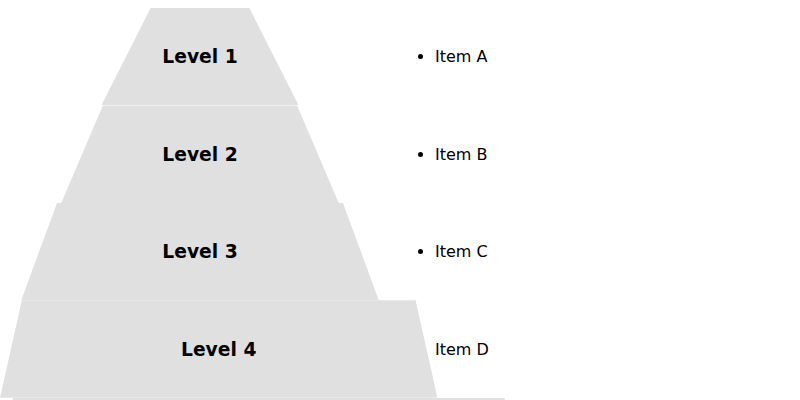 Level 1
• Item A
Level 2
• Item B
Level 3
• Item C
Level 4
Item D